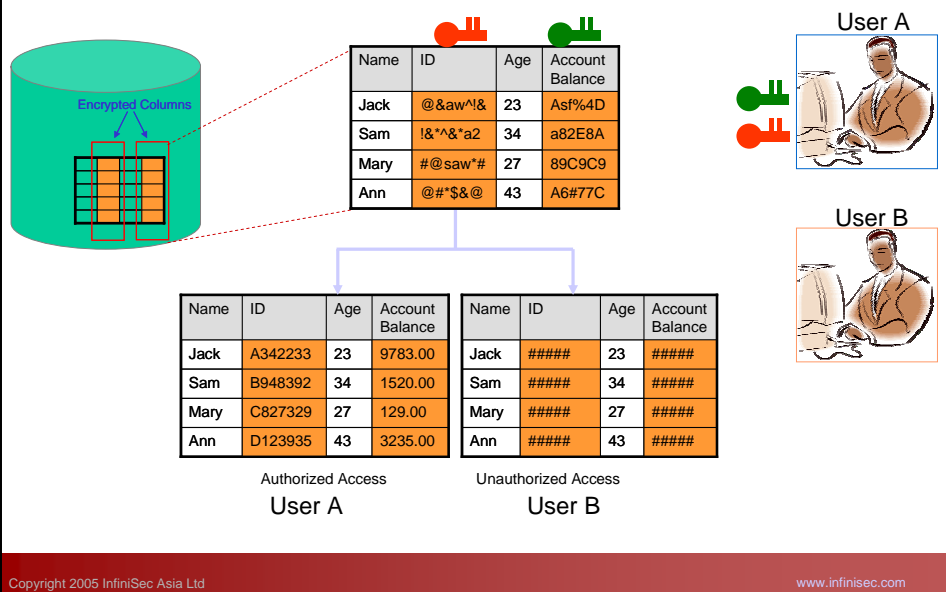 User A
Encrypted Columns
Name ID Age Account
Balance
Jack @&aw^!& 23 Asf%4D
Sam !&*^&*a2 34 a82E8A
Mary #@saw*# 27 89C9C9
Ann @#*$&@ 43 A6#77C
User B
Name ID Age Account
Balance
Jack A342233 23 9783.00
Sam B948392 34 1520.00
Mary C827329 27 129.00
Ann D123935 43 3235.00
Authorized Access
User A
Name ID Age Account
Balance
Jack ##### 23 #####
Sam ##### 34 #####
Mary ##### 27 #####
Ann ##### 43 #####
Unauthorized Access
User B
Copyright 2005 InfiniSec Asia Ltd
www.infinisec.com